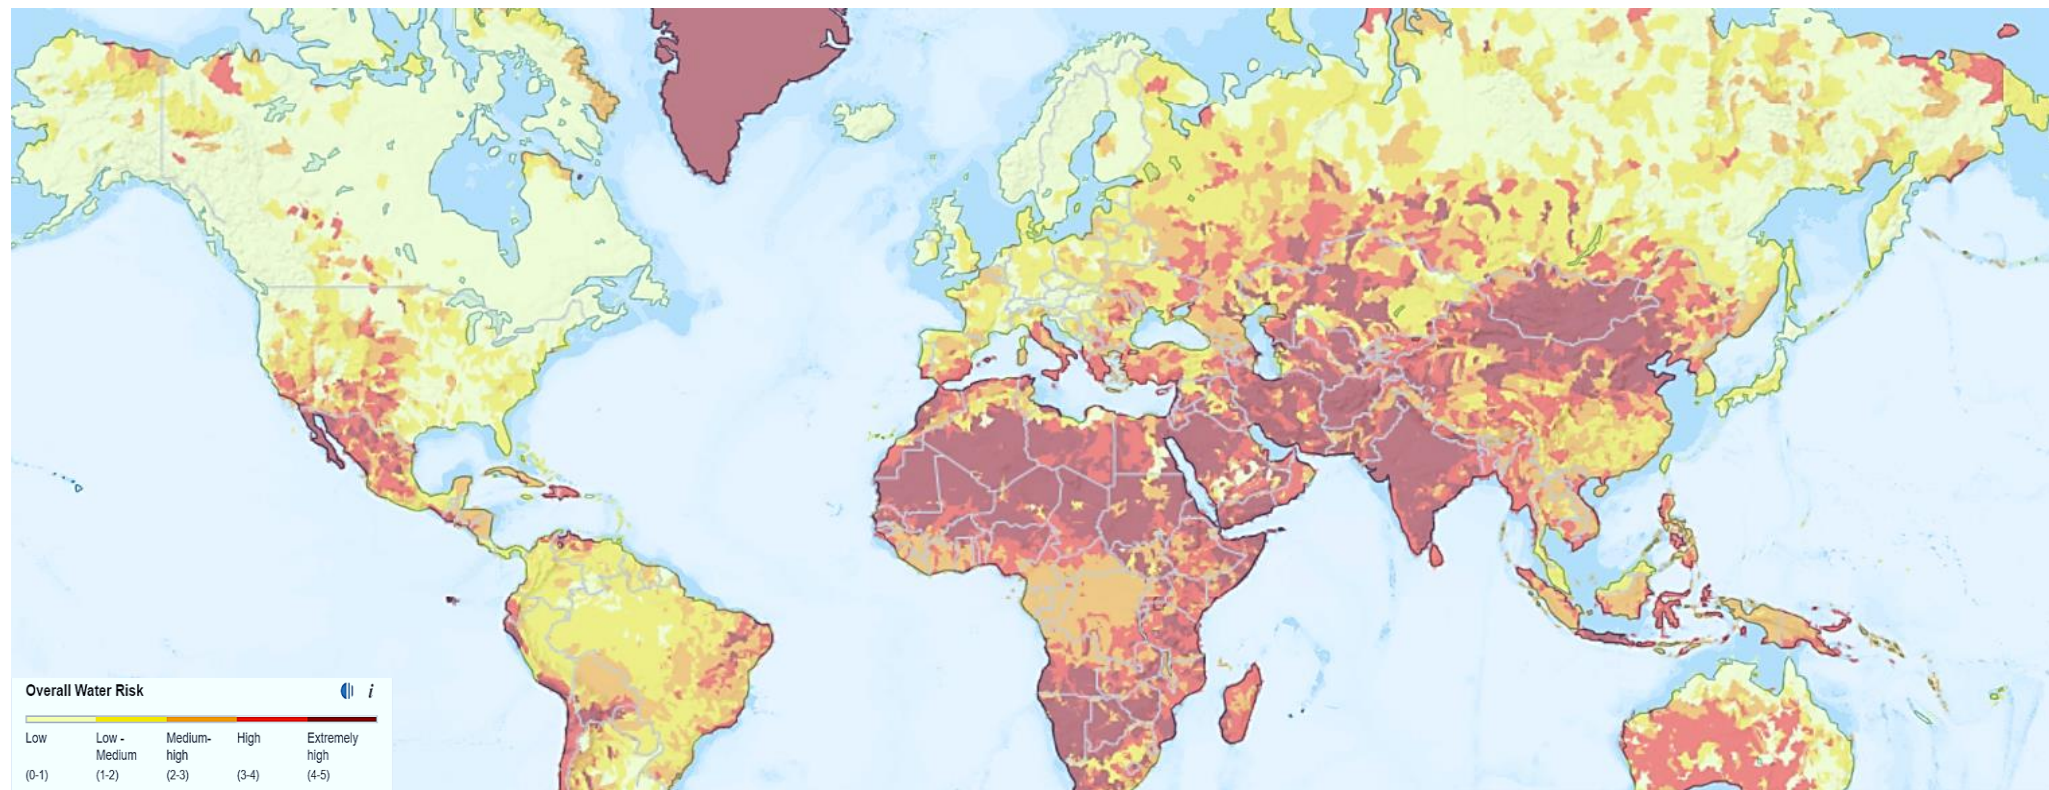 Overall Water Risk i
Low Low - Medium- High Extremely
Medium high high
(0-1) (1-2) (2-3) (3-4) (4-5)